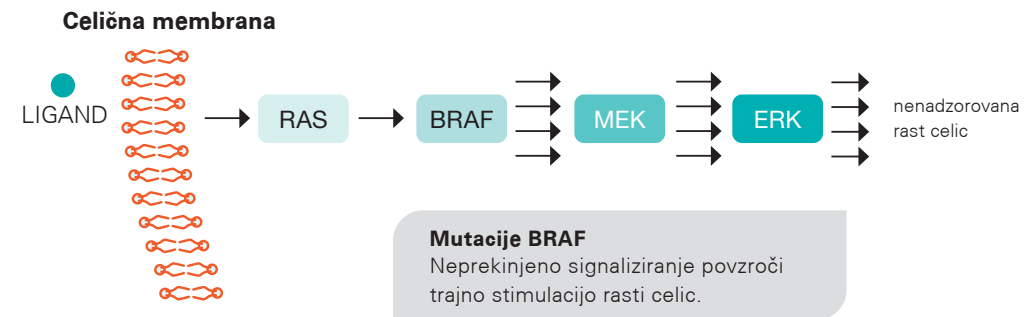 Celična membrana
LIGAND
RAS
BRAF
MEK
ERK
nenadzorovana
rast celic
Mutacije BRAF
Neprekinjeno signaliziranje povzroči
trajno stimulacijo rasti celic.